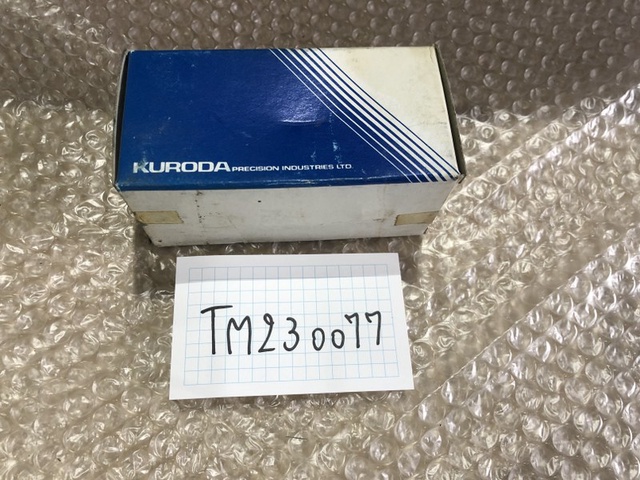 KURODA PRECISION INDUSTRIES LTD.
TM230077